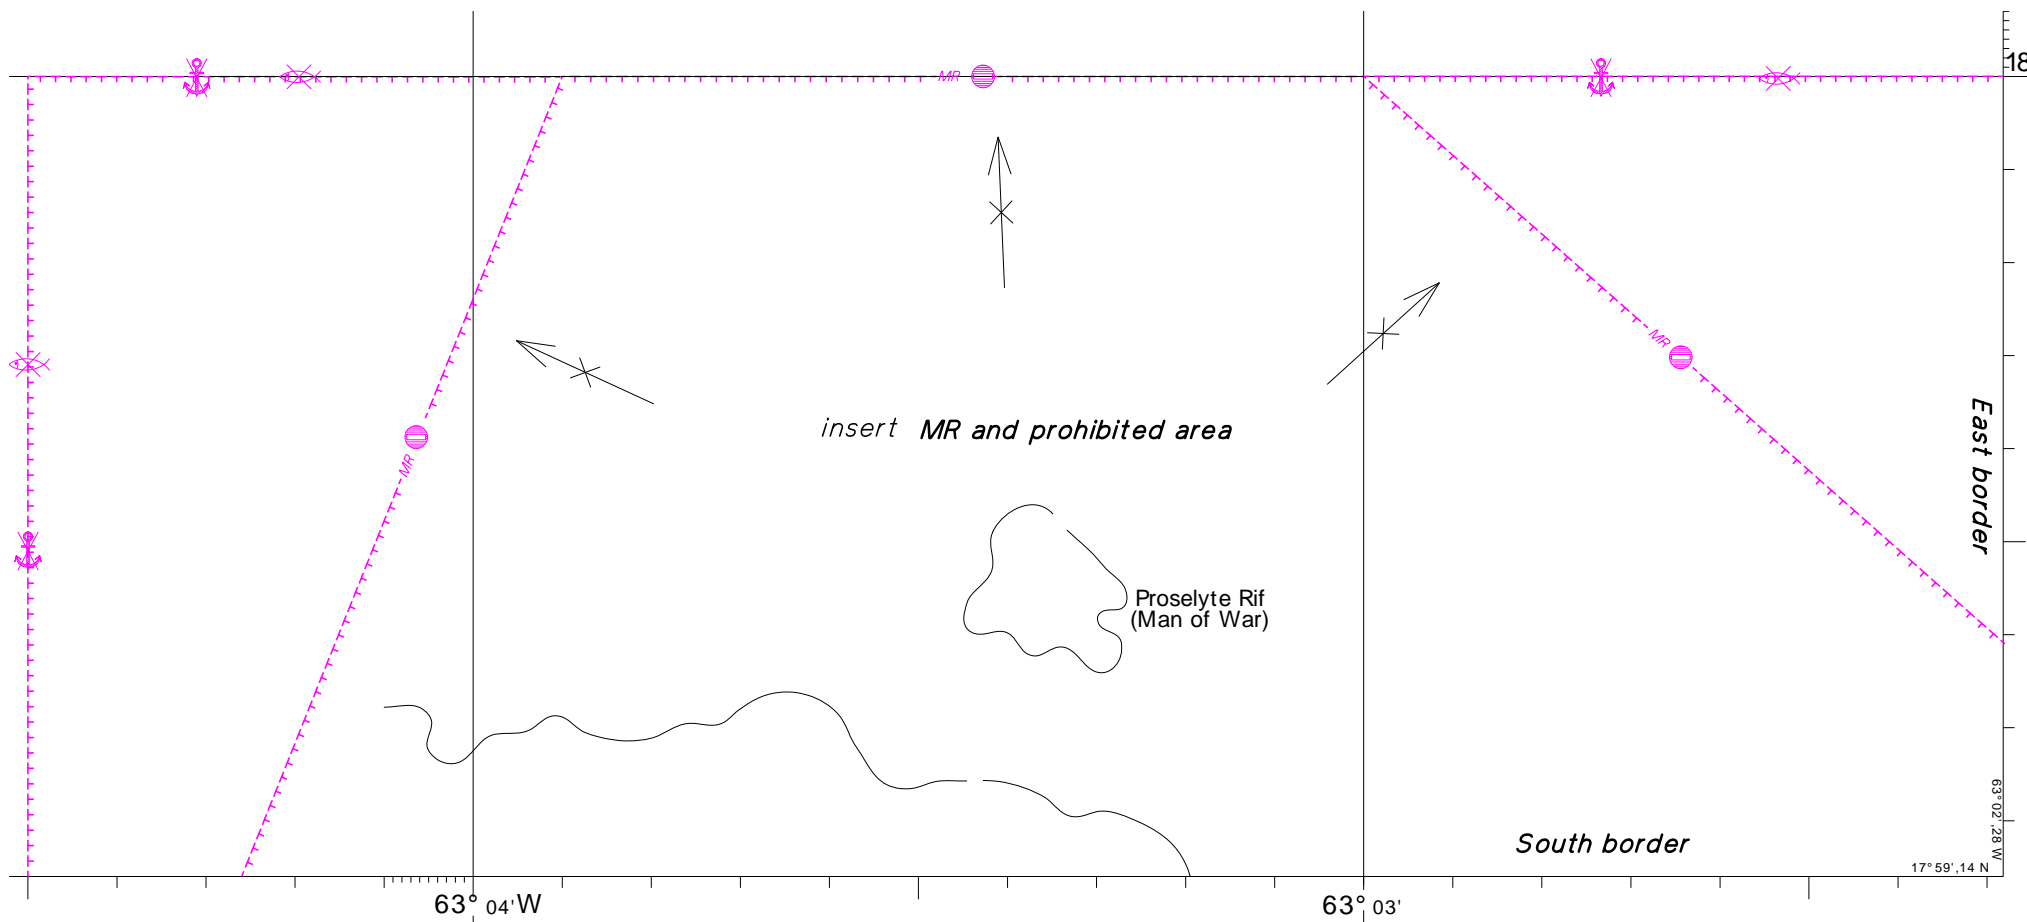 18
MR
MR
MR
insert MR and prohibited area
East border
Proselyte Rif
(Man of War)
South border
63°02',28 W
17°59',14 N
63° 04'W
63° 03'